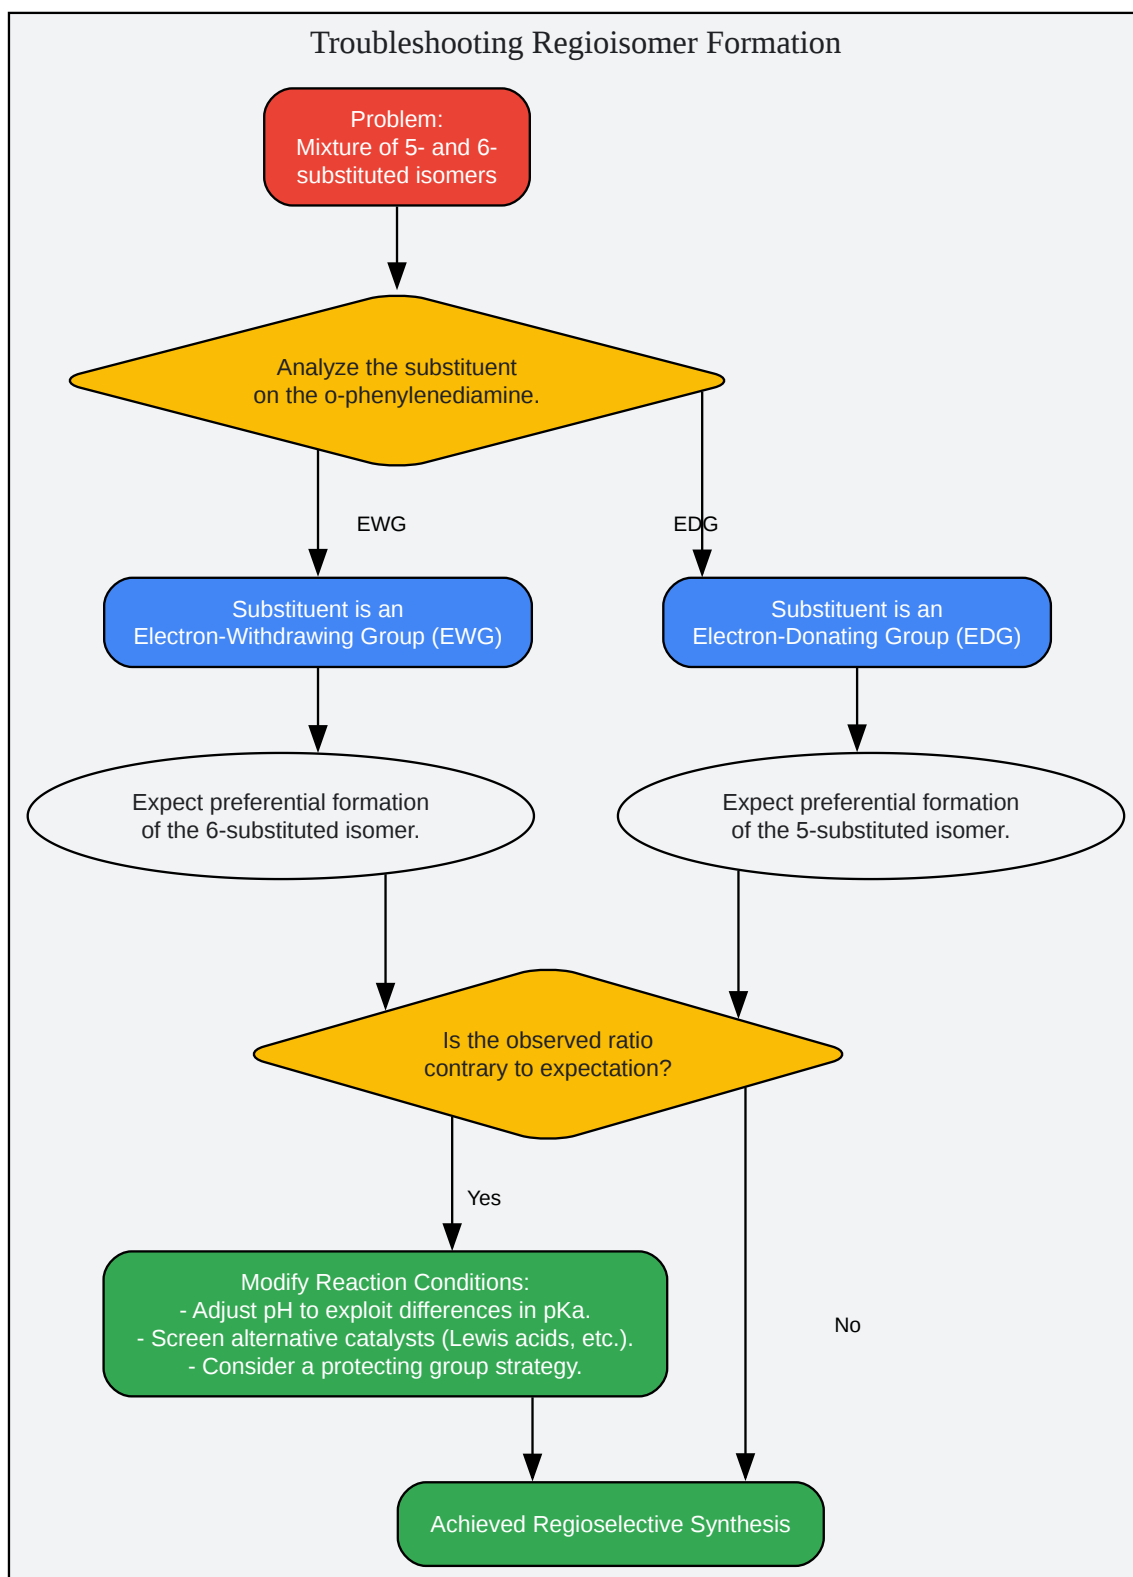 Troubleshooting Regioisomer Formation
Problem:
Mixture of 5- and 6-
substituted isomers
Analyze the substituent
on the o-phenylenediamine.
EWG
EDG
Substituent is an
Electron-Withdrawing Group (EWG)
Substituent is an
Electron-Donating Group (EDG)
Expect preferential formation
of the 6-substituted isomer.
Expect preferential formation
of the 5-substituted isomer.
Is the observed ratio
contrary to expectation?
Yes
Modify Reaction Conditions:
- Adjust pH to exploit differences in pKa.
- Screen alternative catalysts (Lewis acids, etc.).
- Consider a protecting group strategy.
No
Achieved Regioselective Synthesis